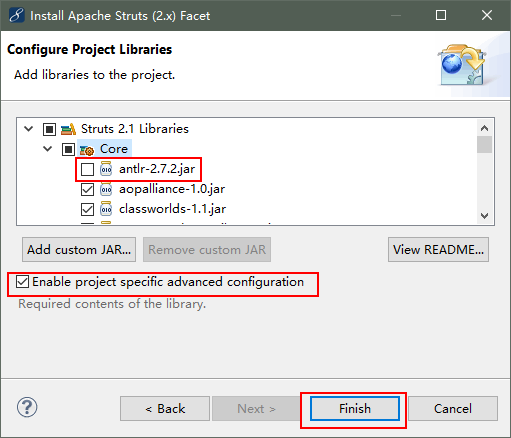 Install Apache Struts (2.x) Facet
Configure Project Libraries
Add libraries to the project.
Struts 2.1 Libraries
Core
antlr-2.7.2.jar
aopalliance-1.0.jar
classworlds-1.1.jar
Add custom JAR...
Remove custom JAR
View README...
Enable project specific advanced configuration
Required contents of the library.
< Back
Next >
Finish
Cancel